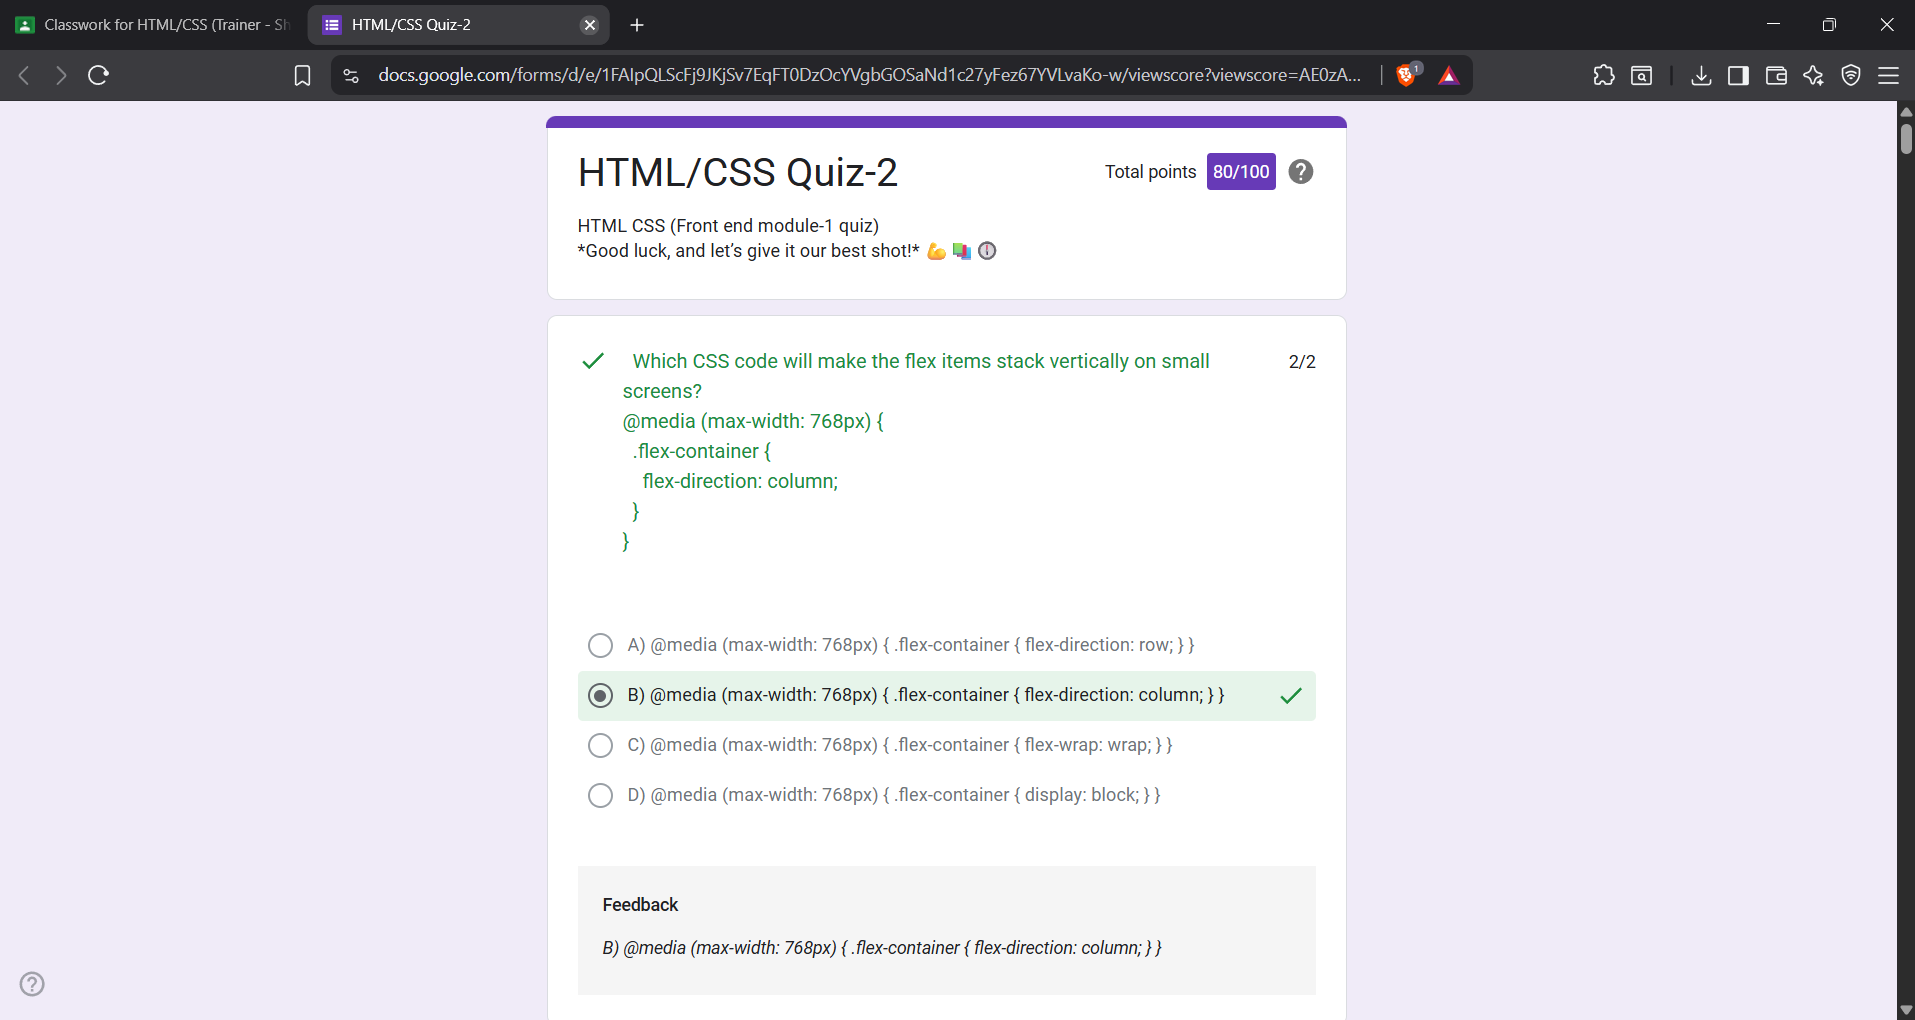 Classwork for HTML/CSS (Trainer - Sh
HTML/CSS Quiz-2
docs.google.com/forms/d/e/1FAIpQLScFj9JKjSv7EqFT0DzOcYVgbGOSaNd1c27yFez67YVLvaKo-w/viewscore?viewscore=AE0zA...
1
HTML/CSS Quiz-2
Total points 80/100
HTML CSS (Front end module-1 quiz)
*Good luck, and let’s give it our best shot!* 💪 📚 🕛
Which CSS code will make the flex items stack vertically on small
2/2
screens?
@media (max-width: 768px) {
.flex-container {
flex-direction: column;
}
}
A) @media (max-width: 768px) { .flex-container { flex-direction: row; } }
B) @media (max-width: 768px) { .flex-container { flex-direction: column; } }
C) @media (max-width: 768px) { .flex-container { flex-wrap: wrap; } }
D) @media (max-width: 768px) { .flex-container { display: block; } }
Feedback
B) @media (max-width: 768px) { .flex-container { flex-direction: column; } }